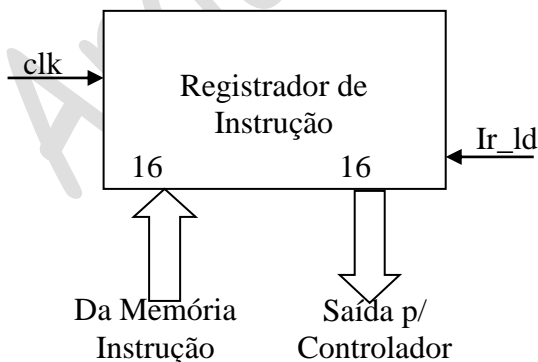 clk
Registrador de
Instrução
Ir_ld
16 16
Da Memória Saída p/
Instrução Controlador